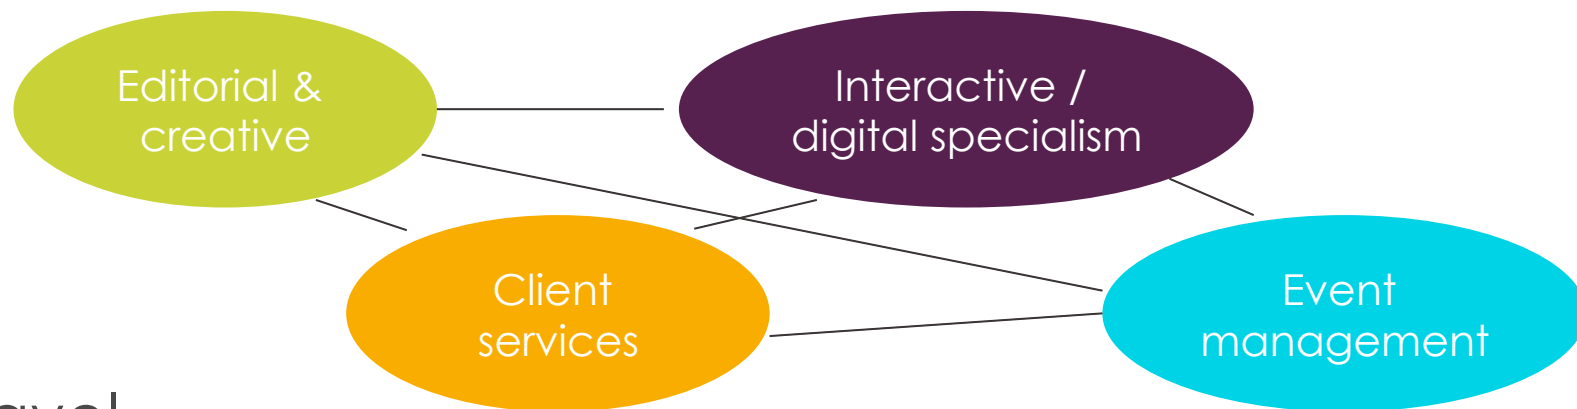 Editorial &
creative
Interactive /
digital specialism
Client
services
Event
management